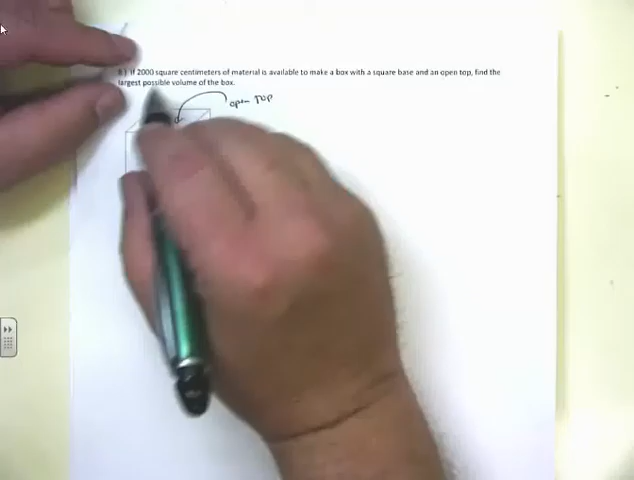 8.) If 2000 square centimeters of material is available to make a box with a square base and an open top, find the
largest possible volume of the box.
open Top